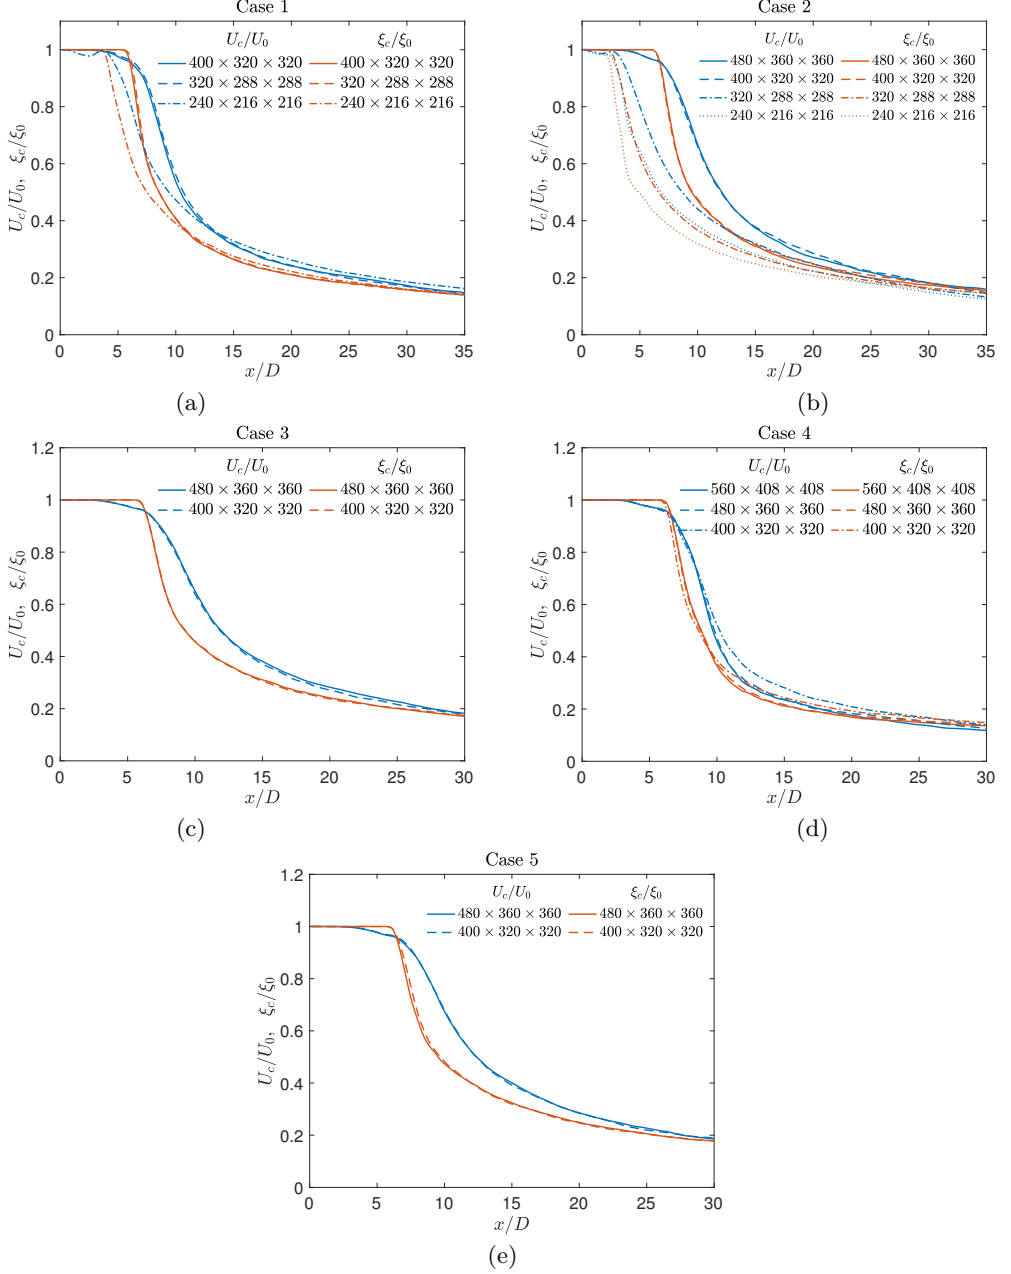 Case 1
U_c/U_0 ξ_c/ξ_0
400 × 320 × 320 400 × 320 × 320
320 × 288 × 288 320 × 288 × 288
240 × 216 × 216 240 × 216 × 216
U_c/U_0, ξ_c/ξ_0
1
0.8
0.6
0.4
0.2
0
0 5 10 15 20 25 30 35
x/D
(a)
Case 2
U_c/U_0 ξ_c/ξ_0
480 × 360 × 360 480 × 360 × 360
400 × 320 × 320 400 × 320 × 320
320 × 288 × 288 320 × 288 × 288
240 × 216 × 216 240 × 216 × 216
U_c/U_0, ξ_c/ξ_0
1
0.8
0.6
0.4
0.2
0
0 5 10 15 20 25 30 35
x/D
(b)
Case 3
U_c/U_0 ξ_c/ξ_0
480 × 360 × 360 480 × 360 × 360
400 × 320 × 320 400 × 320 × 320
U_c/U_0, ξ_c/ξ_0
1.2
1
0.8
0.6
0.4
0.2
0
0 5 10 15 20 25 30
x/D
(c)
Case 4
U_c/U_0 ξ_c/ξ_0
560 × 408 × 408 560 × 408 × 408
480 × 360 × 360 480 × 360 × 360
400 × 320 × 320 400 × 320 × 320
U_c/U_0, ξ_c/ξ_0
1.2
1
0.8
0.6
0.4
0.2
0
0 5 10 15 20 25 30
x/D
(d)
Case 5
U_c/U_0 ξ_c/ξ_0
480 × 360 × 360 480 × 360 × 360
400 × 320 × 320 400 × 320 × 320
U_c/U_0, ξ_c/ξ_0
1.2
1
0.8
0.6
0.4
0.2
0
0 5 10 15 20 25 30
x/D
(e)